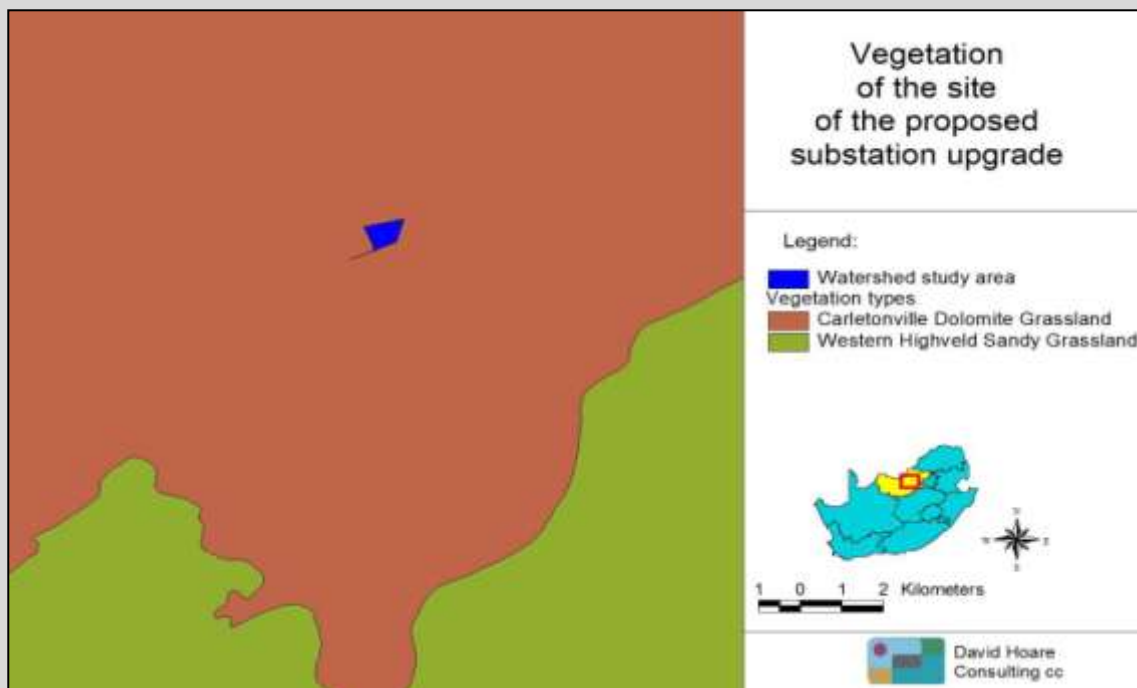 Vegetation
of the site
of the proposed
substation upgrade
Legend:
Watershed study area
Vegetation types
Carletonville Dolomite Grassland
Western Highveld Sandy Grassland
1 0 1 2 Kilometers
David Hoare
Consulting cc